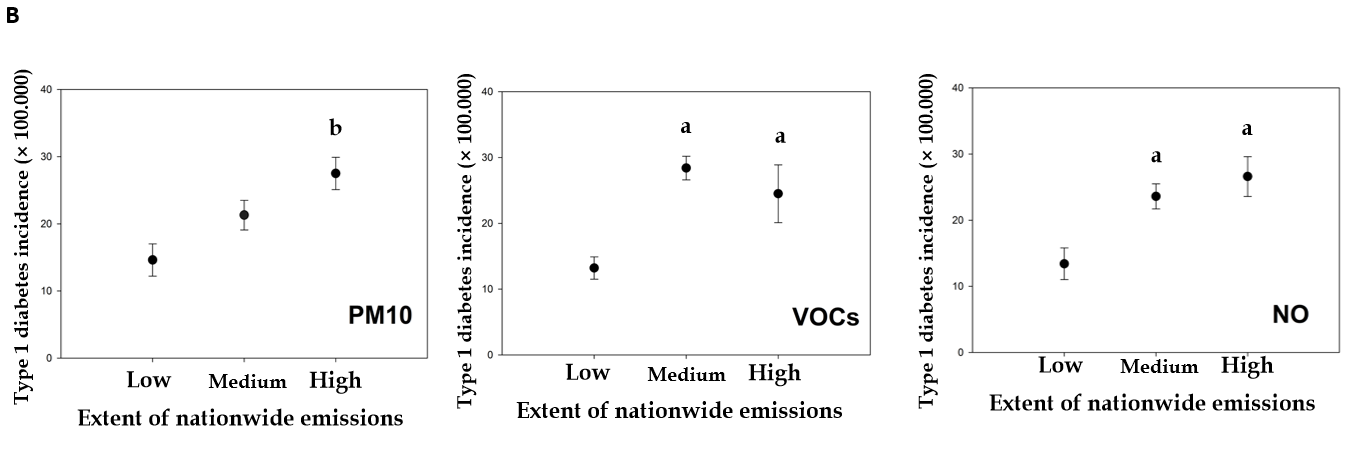 B
Type 1 diabetes incidence (× 100.000)
40
30
20
10
0
b
PM10
Low Medium High
Extent of nationwide emissions
Type 1 diabetes incidence (× 100.000)
40
30
20
10
0
a a
VOCs
Low Medium High
Extent of nationwide emissions
Type 1 diabetes incidence (× 100.000)
40
30
20
10
0
a a
NO
Low Medium High
Extent of nationwide emissions